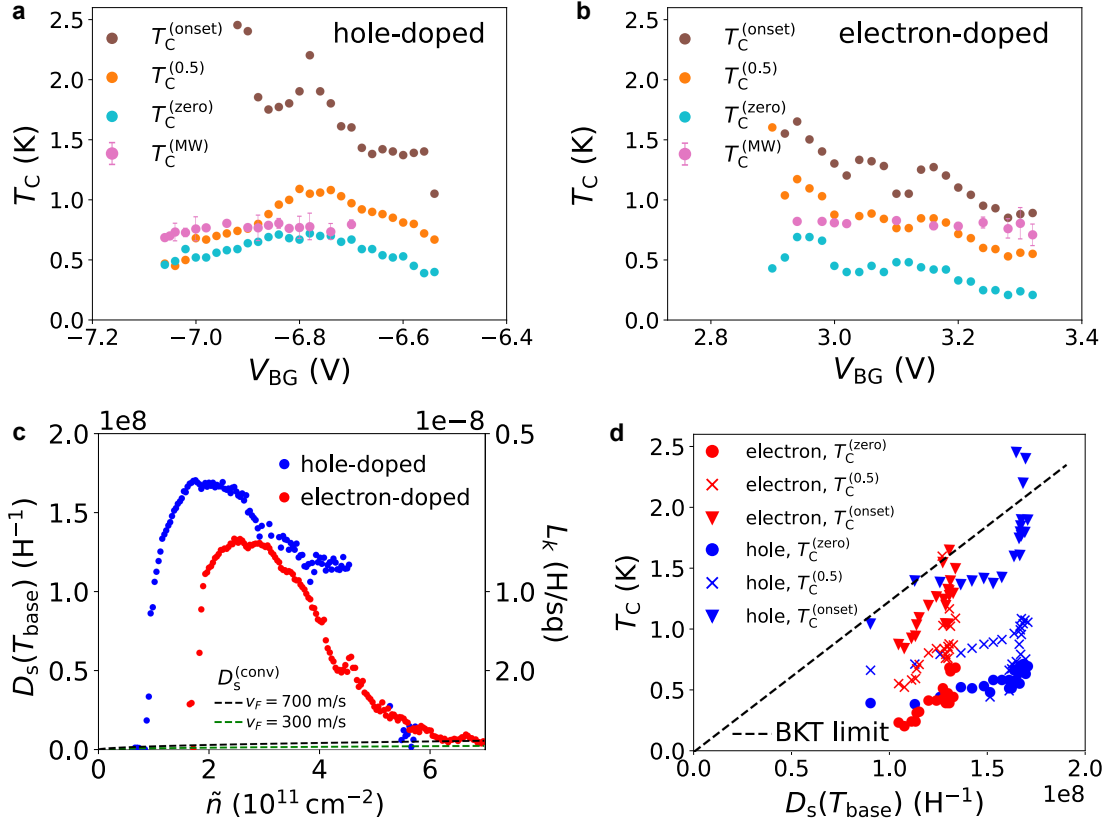 a
hole-doped
T_C^(onset)
T_C^(0.5)
T_C^(zero)
T_C^(MW)
T_C (K)
2.5
2.0
1.5
1.0
0.5
0.0
−7.2 −7.0 −6.8 −6.6 −6.4
V_BG (V)
b
electron-doped
T_C^(onset)
T_C^(0.5)
T_C^(zero)
T_C^(MW)
T_C (K)
2.5
2.0
1.5
1.0
0.5
0.0
2.8 3.0 3.2 3.4
V_BG (V)
c
1e8
1e-8
hole-doped
electron-doped
D_s(T_base) (H⁻¹)
2.0
1.5
1.0
0.5
0.0
0.5
1.0
2.0
L_k (H/sq)
D_s^(conv)
v_F = 700 m/s
v_F = 300 m/s
0 2 4 6
ñ (10¹¹ cm⁻²)
d
electron, T_C^(zero)
electron, T_C^(0.5)
electron, T_C^(onset)
hole, T_C^(zero)
hole, T_C^(0.5)
hole, T_C^(onset)
BKT limit
T_C (K)
2.5
2.0
1.5
1.0
0.5
0.0
0.0 0.5 1.0 1.5 2.0
1e8
D_s(T_base) (H⁻¹)